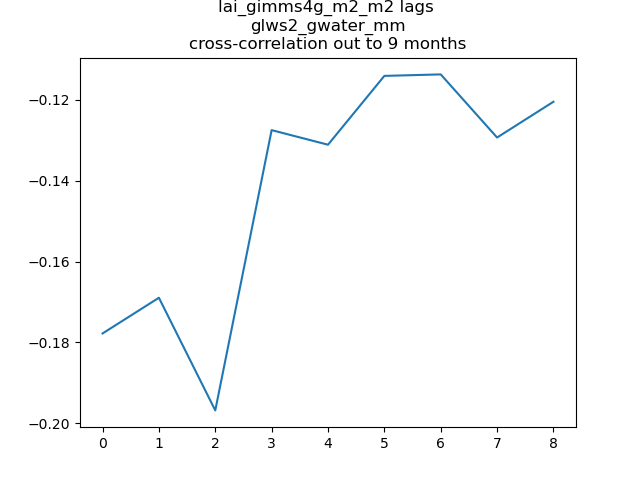 lai_gimms4g_m2_m2 lags
glws2_gwater_mm
cross-correlation out to 9 months
−0.12
−0.14
−0.16
−0.18
−0.20
0 1 2 3 4 5 6 7 8